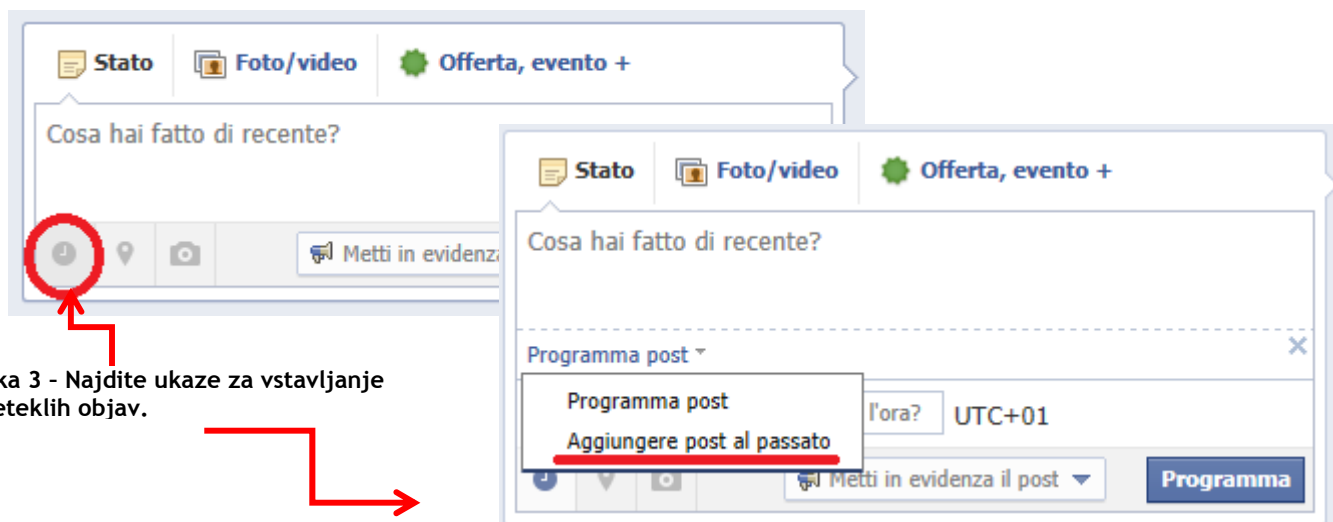 Stato Foto/video Offerta, evento +
Cosa hai fatto di recente?
Metti in evidenza
Stato Foto/video Offerta, evento +
Cosa hai fatto di recente?
Programma post
Programma post
l'ora? UTC+01
Aggiungere post al passato
Metti in evidenza il post Programma
ka 3 – Najdite ukaze za vstavljanje
eteklih objav.